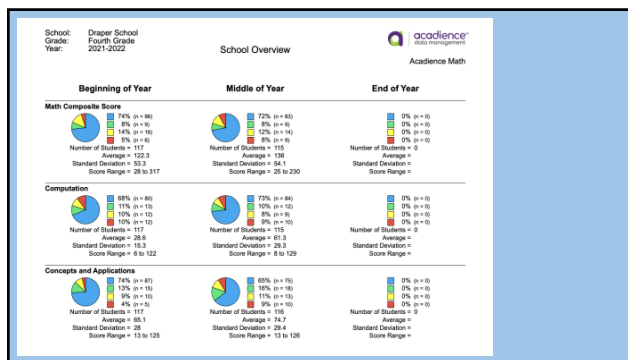 School: Draper School
Grade: Fourth Grade
Year: 2021-2022
School Overview
acadience™
data management
Acadience Math
Beginning of Year Middle of Year End of Year
Math Composite Score
74% (n = 86) 72% (n = 83) 0% (n = 0)
8% (n = 9) 8% (n = 9) 0% (n = 0)
14% (n = 16) 12% (n = 14) 0% (n = 0)
5% (n = 6) 8% (n = 9) 0% (n = 0)
Number of Students = 117 Number of Students = 115 Number of Students = 0
Average = 122.3 Average = 136 Average =
Standard Deviation = 53.3 Standard Deviation = 54.1 Standard Deviation =
Score Range = 28 to 317 Score Range = 25 to 230 Score Range =
Computation
68% (n = 80) 73% (n = 84) 0% (n = 0)
11% (n = 13) 10% (n = 12) 0% (n = 0)
10% (n = 12) 8% (n = 9) 0% (n = 0)
10% (n = 12) 9% (n = 10) 0% (n = 0)
Number of Students = 117 Number of Students = 115 Number of Students = 0
Average = 28.6 Average = 61.3 Average =
Standard Deviation = 15.3 Standard Deviation = 29.3 Standard Deviation =
Score Range = 6 to 122 Score Range = 8 to 129 Score Range =
Concepts and Applications
74% (n = 87) 65% (n = 75) 0% (n = 0)
13% (n = 15) 16% (n = 18) 0% (n = 0)
9% (n = 10) 11% (n = 13) 0% (n = 0)
4% (n = 5) 9% (n = 10) 0% (n = 0)
Number of Students = 117 Number of Students = 116 Number of Students = 0
Average = 65.1 Average = 74.7 Average =
Standard Deviation = 28 Standard Deviation = 29.4 Standard Deviation =
Score Range = 13 to 125 Score Range = 13 to 126 Score Range =